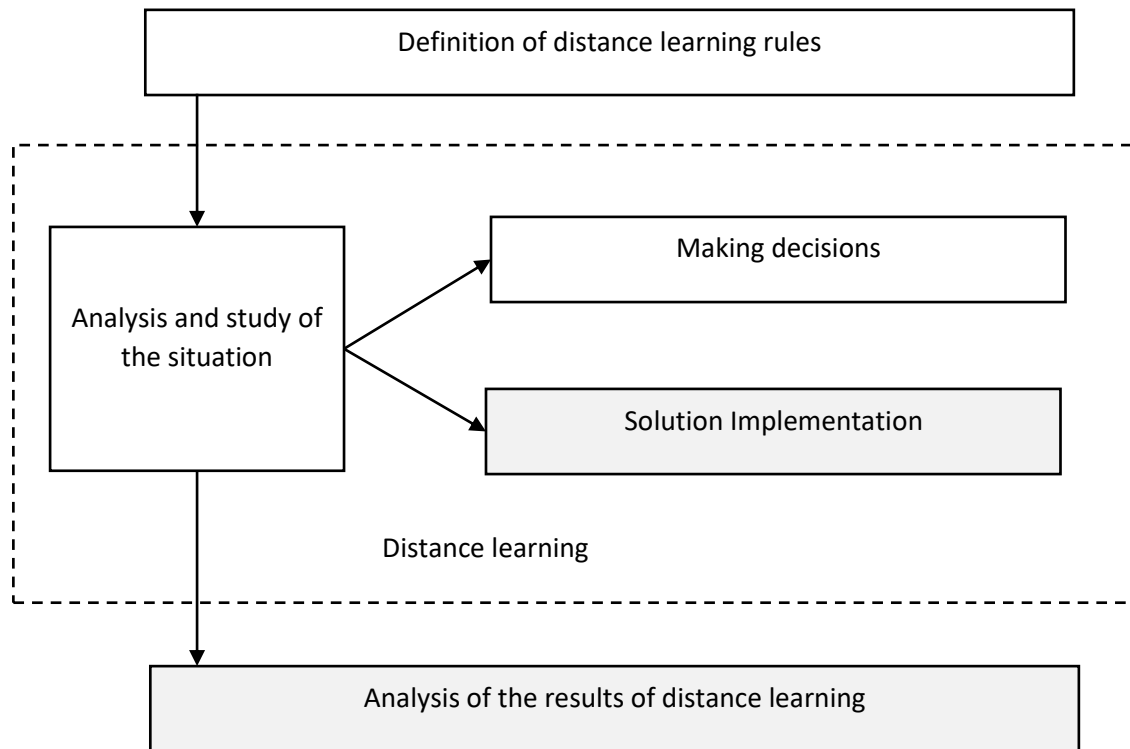 Definition of distance learning rules
Making decisions
Analysis and study of
the situation
Solution Implementation
Distance learning
Analysis of the results of distance learning